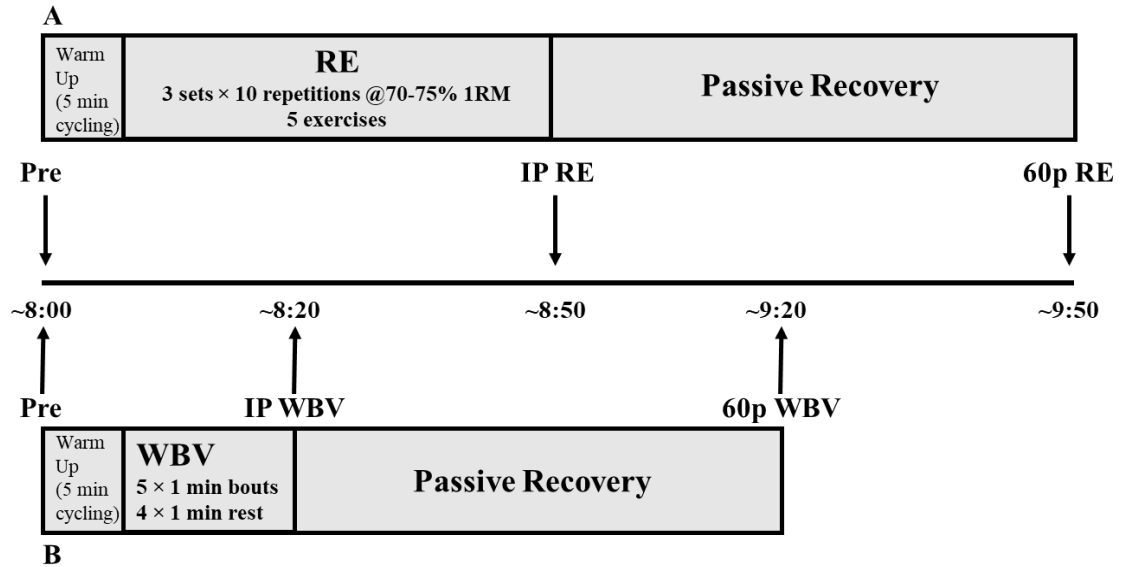 A
Warm
Up
(5 min
cycling)
RE
3 sets × 10 repetitions @70-75% 1RM
5 exercises
Passive Recovery
Pre
IP RE
60p RE
~8:00
~8:20
~8:50
~9:20
~9:50
Pre
IP WBV
60p WBV
Warm
Up
(5 min
cycling)
WBV
5 × 1 min bouts
4 × 1 min rest
Passive Recovery
B